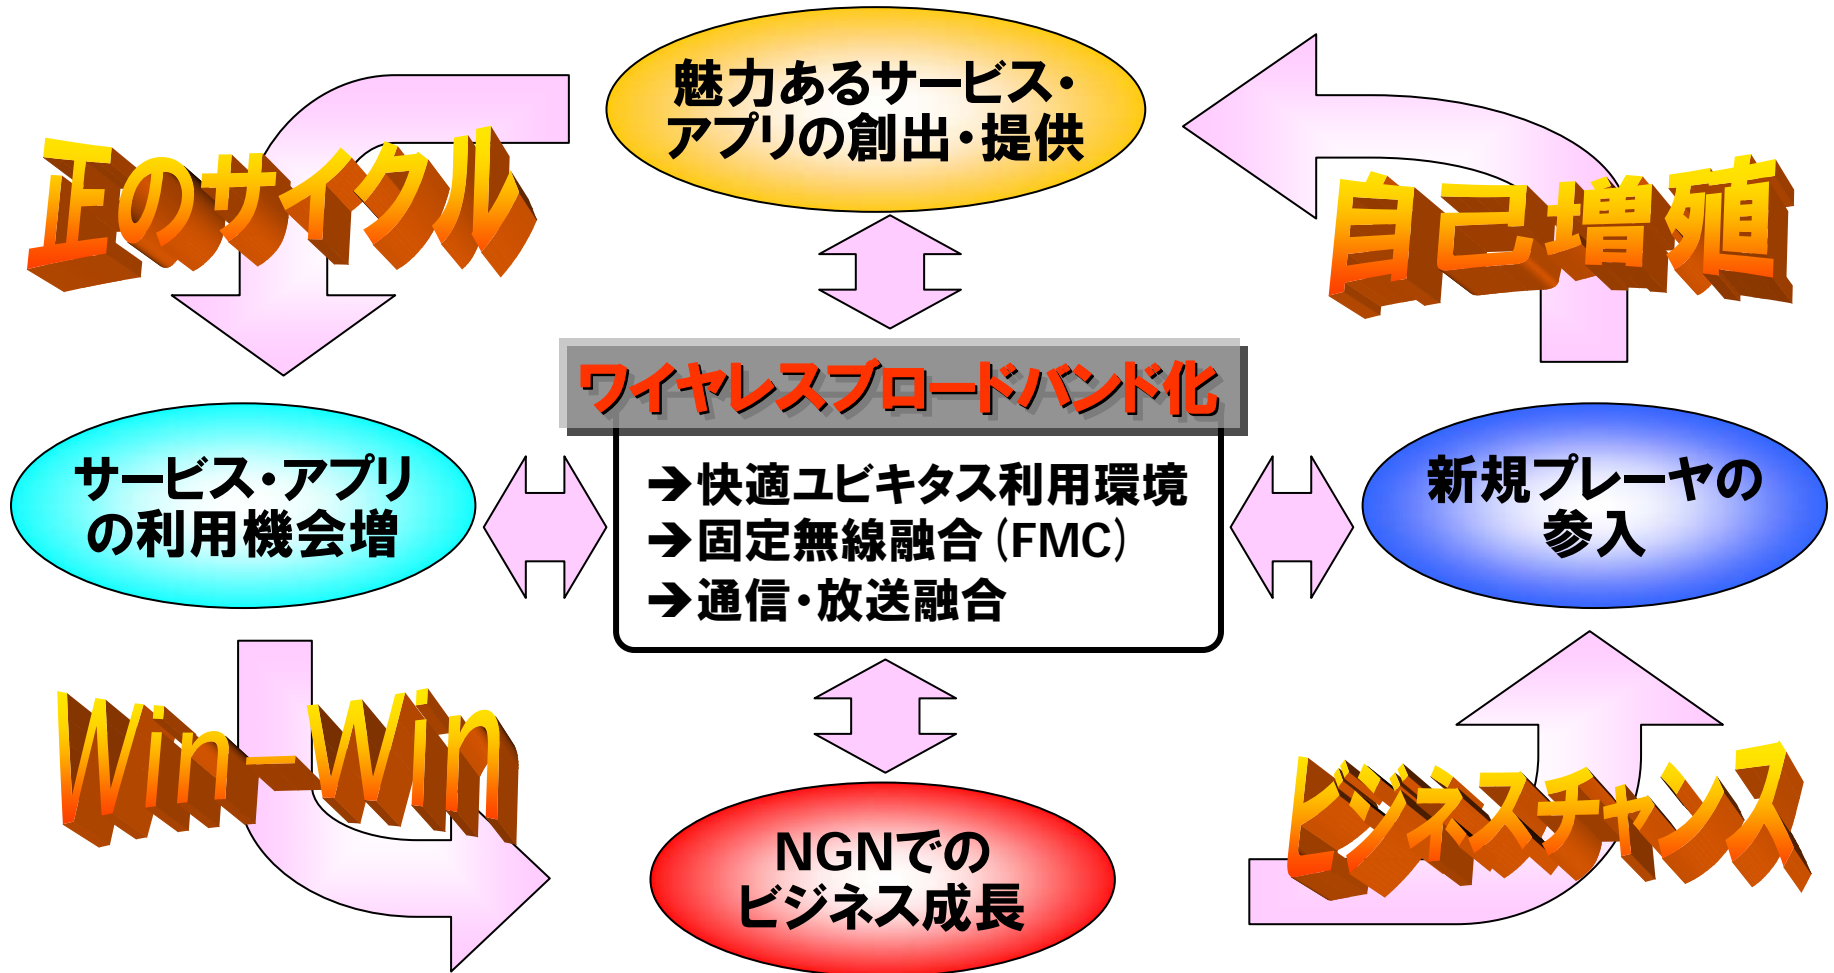 魅力あるサービス・
アプリの創出・提供
正のサイクル
自己増殖
ワイヤレスブロードバンド化
➔快適ユビキタス利用環境
➔固定無線融合(FMC)
➔通信・放送融合
サービス・アプリ
の利用機会増
新規プレーヤの
参入
Win-Win
ビジネスチャンス
NGNでの
ビジネス成長